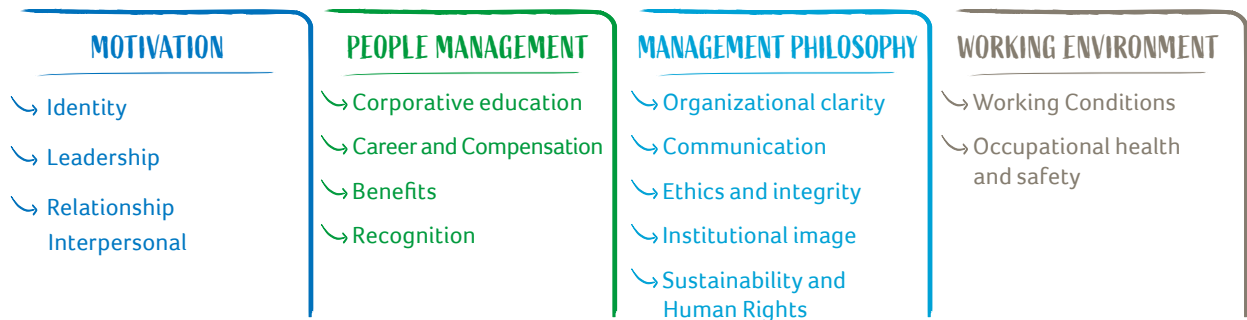 MOTIVATION
Identity
Leadership
Relationship
Interpersonal
PEOPLE MANAGEMENT
Corporative education
Career and Compensation
Benefits
Recognition
MANAGEMENT PHILOSOPHY
Organizational clarity
Communication
Ethics and integrity
Institutional image
Sustainability and
Human Rights
WORKING ENVIRONMENT
Working Conditions
Occupational health
and safety